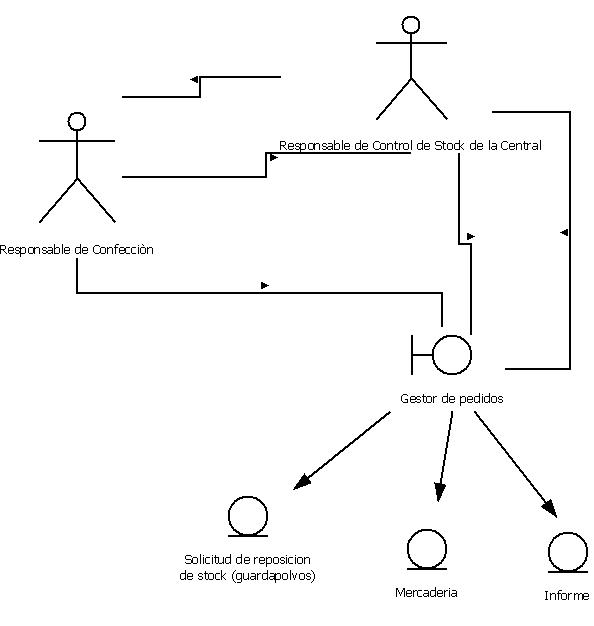 Responsable de Control de Stock de la Central
Responsable de Confecciòn
Gestor de pedidos
Solicitud de reposicion
de stock (guardapolvos)
Mercaderia
Informe